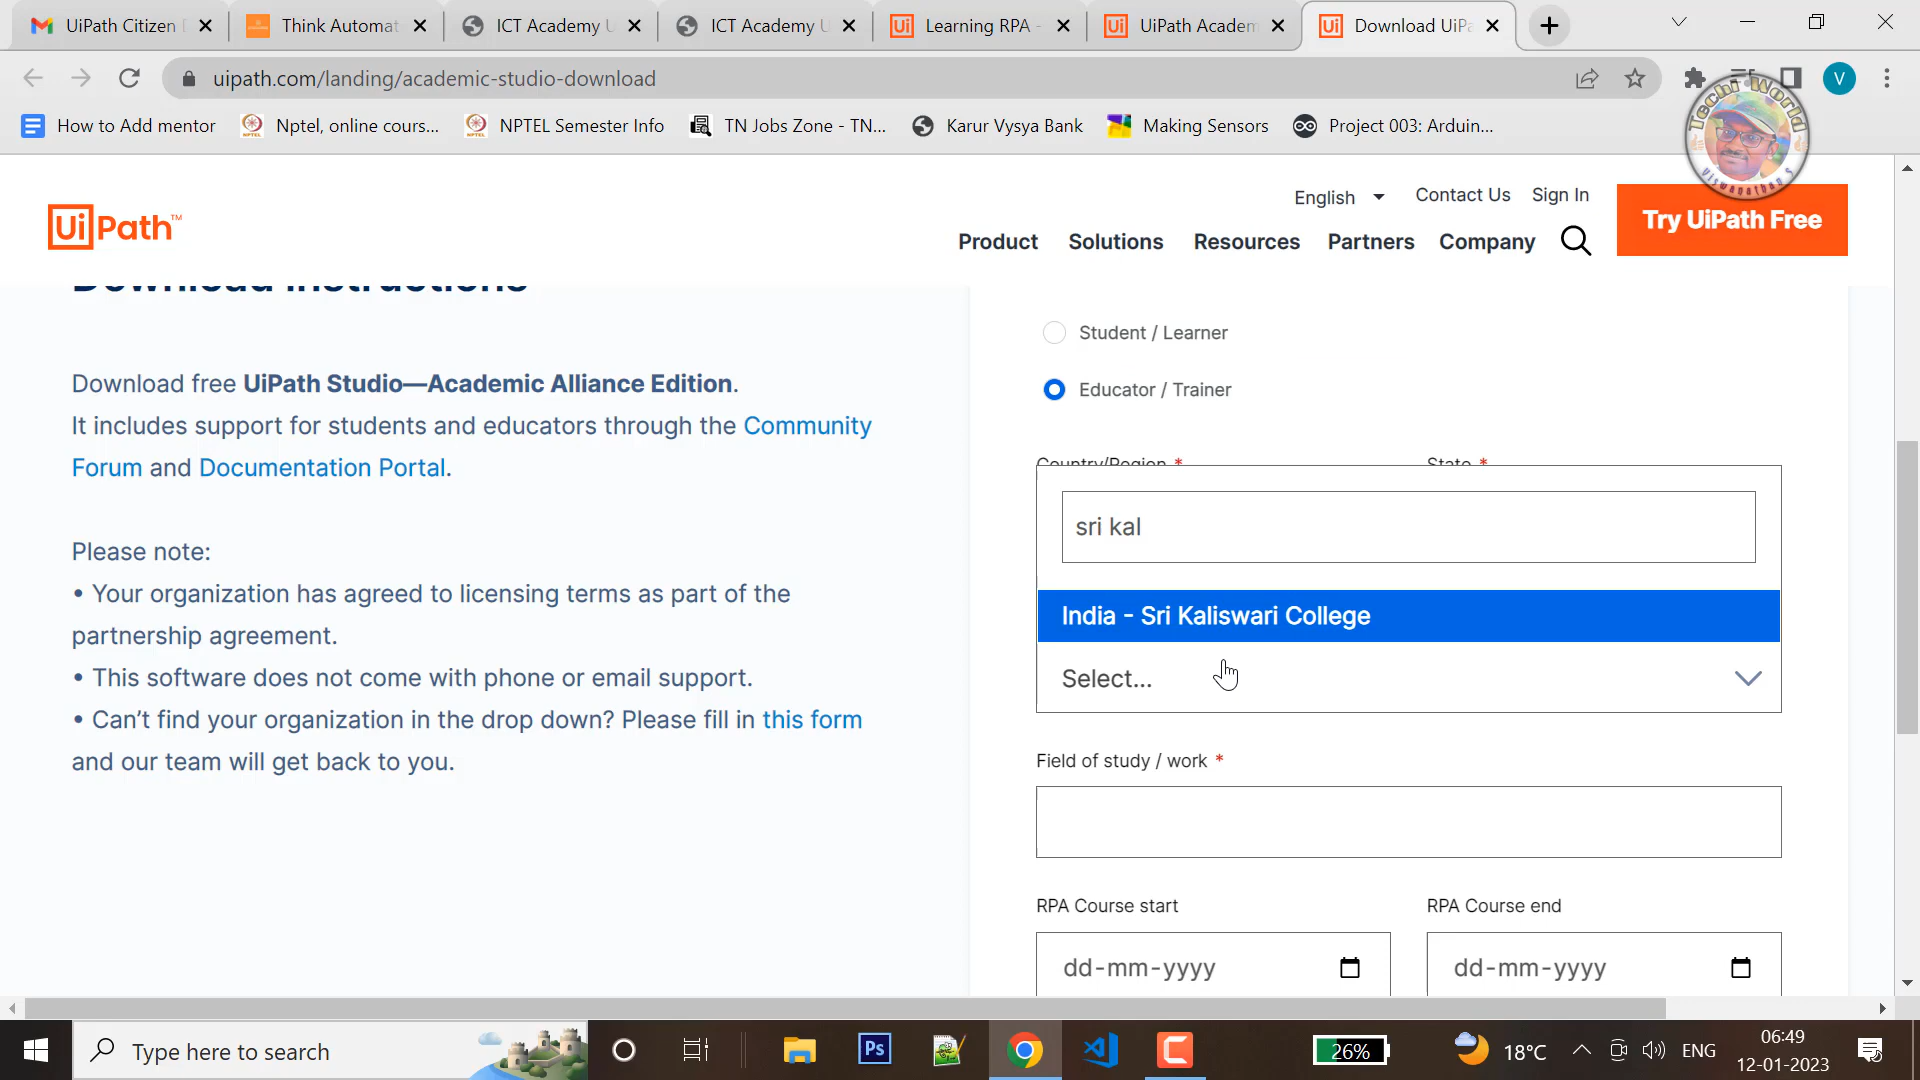 UiPath Citizen
Think Automat
ICT Academy U
ICT Academy U
Learning RPA -
UiPath Academ
Download UiPa
uipath.com/landing/academic-studio-download
V
How to Add mentor
Nptel, online cours...
NPTEL Semester Info
TN Jobs Zone - TN...
Karur Vysya Bank
Making Sensors
Project 003: Arduin...
Techi World
Viswanathan S
UiPath™
English
Contact Us
Sign In
Try UiPath Free
Product
Solutions
Resources
Partners
Company
Download Instructions
Download free UiPath Studio—Academic Alliance Edition.
It includes support for students and educators through the Community
Forum and Documentation Portal.
Please note:
• Your organization has agreed to licensing terms as part of the
partnership agreement.
• This software does not come with phone or email support.
• Can’t find your organization in the drop down? Please fill in this form
and our team will get back to you.
Student / Learner
Educator / Trainer
Country/Region *
State *
sri kal
India - Sri Kaliswari College
Select...
Field of study / work *
RPA Course start
RPA Course end
dd-mm-yyyy
dd-mm-yyyy
Type here to search
Ps
26%
18°C
ENG
06:49
12-01-2023